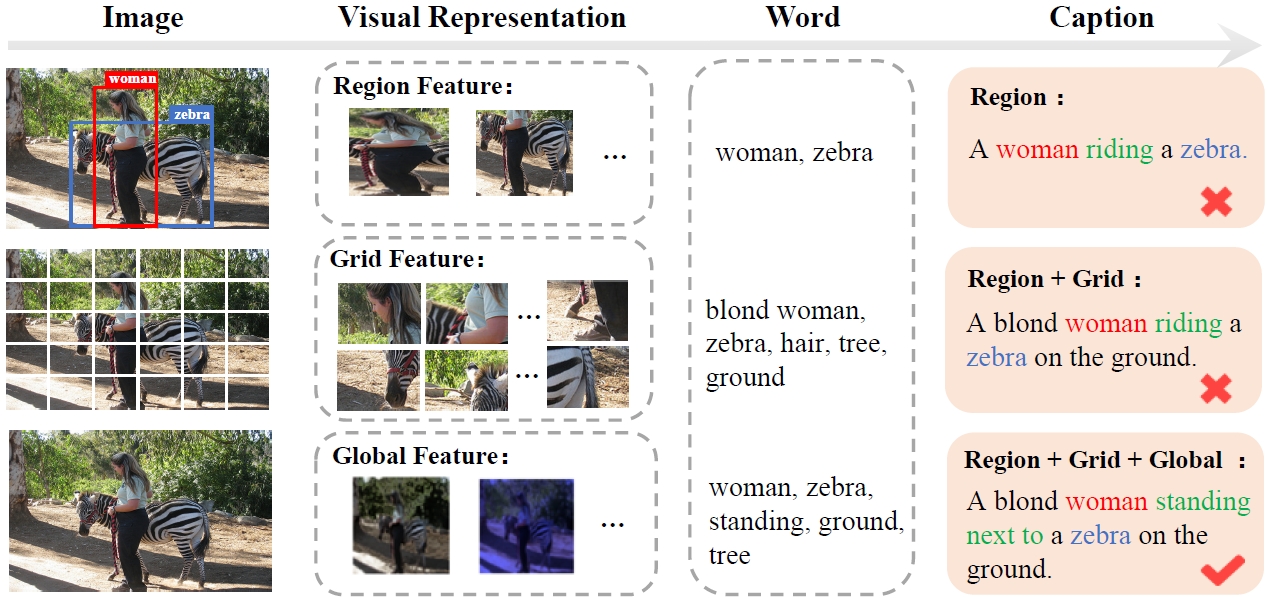 Image
Visual Representation
Word
Caption
woman
zebra
Region Feature:
...
woman, zebra
Region :
A woman riding a zebra.
Grid Feature:
...
...
blond woman,
zebra, hair, tree,
ground
Region + Grid :
A blond woman riding a
zebra on the ground.
Global Feature:
...
woman, zebra,
standing, ground,
tree
Region + Grid + Global :
A blond woman standing
next to a zebra on the
ground.